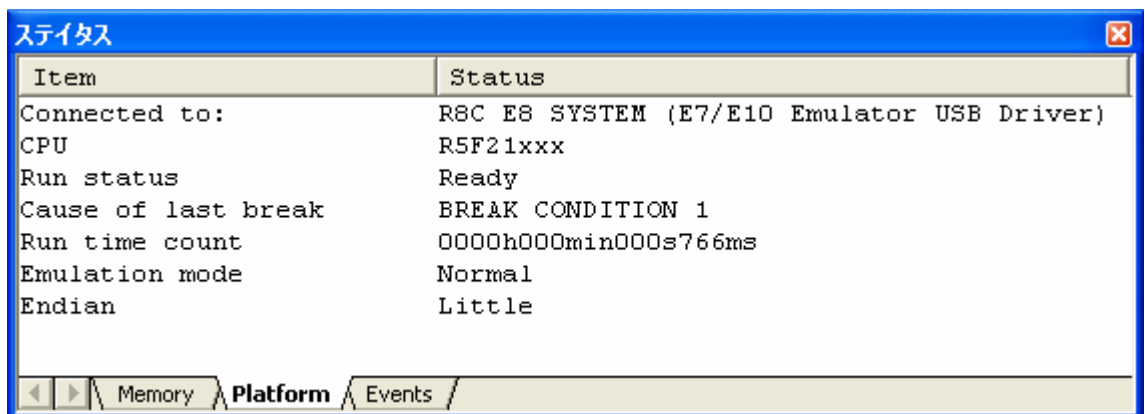 ステイタス
Item Status
Connected to: R8C E8 SYSTEM (E7/E10 Emulator USB Driver)
CPU R5F21xxx
Run status Ready
Cause of last break BREAK CONDITION 1
Run time count 0000h000min000s766ms
Emulation mode Normal
Endian Little
Memory Platform Events